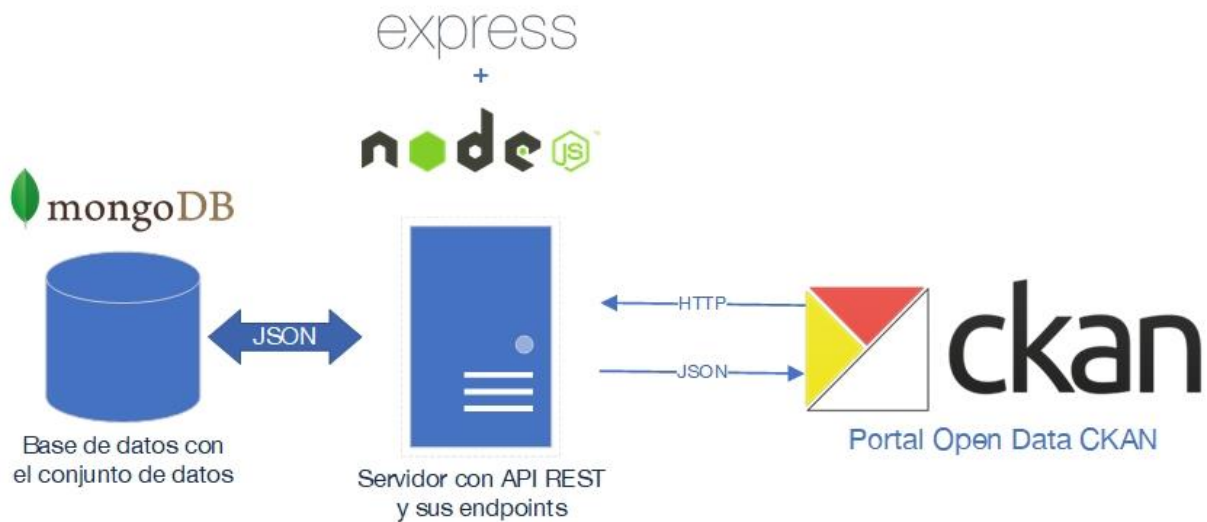 express
+
node JS™
mongoDB
JSON
HTTP
JSON
ckan
Portal Open Data CKAN
Base de datos con
el conjunto de datos
Servidor con API REST
y sus endpoints